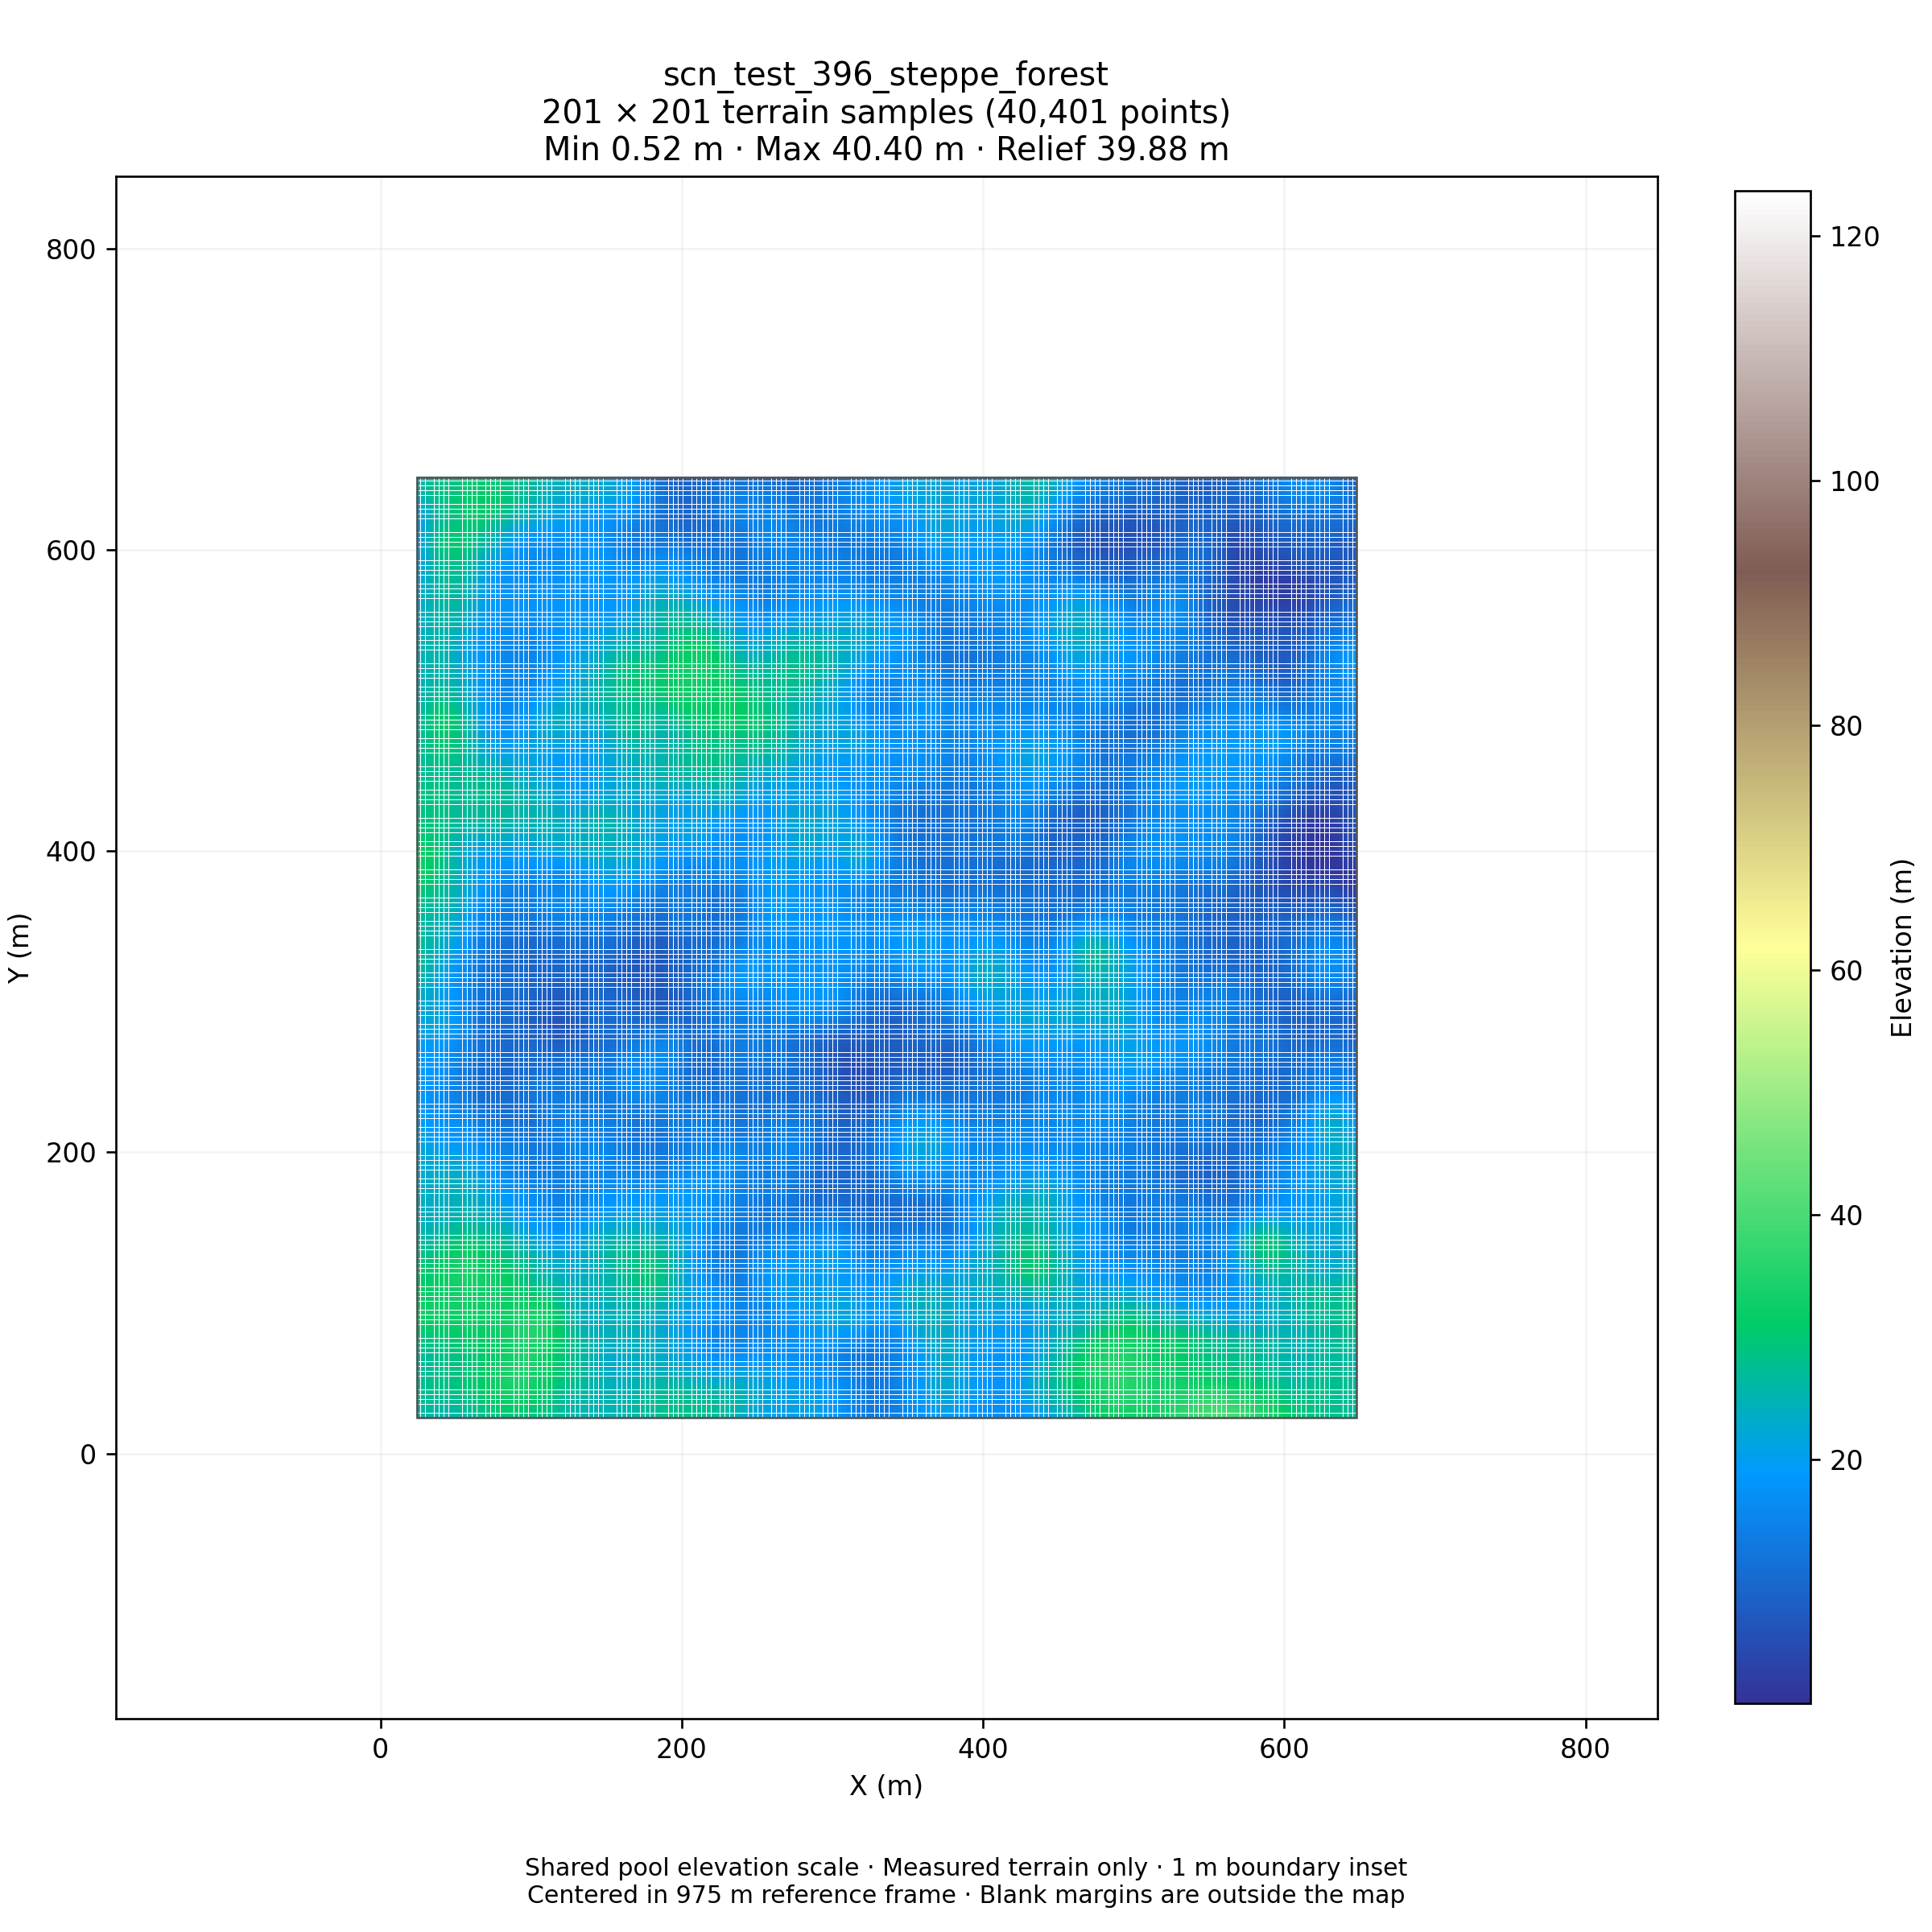 scn_test_396_steppe_forest
201 × 201 terrain samples (40,401 points)
Min 0.52 m · Max 40.40 m · Relief 39.88 m
800
600
400
200
0
Y (m)
0
200
400
600
800
X (m)
120
100
80
60
40
20
Elevation (m)
Shared pool elevation scale · Measured terrain only · 1 m boundary inset
Centered in 975 m reference frame · Blank margins are outside the map